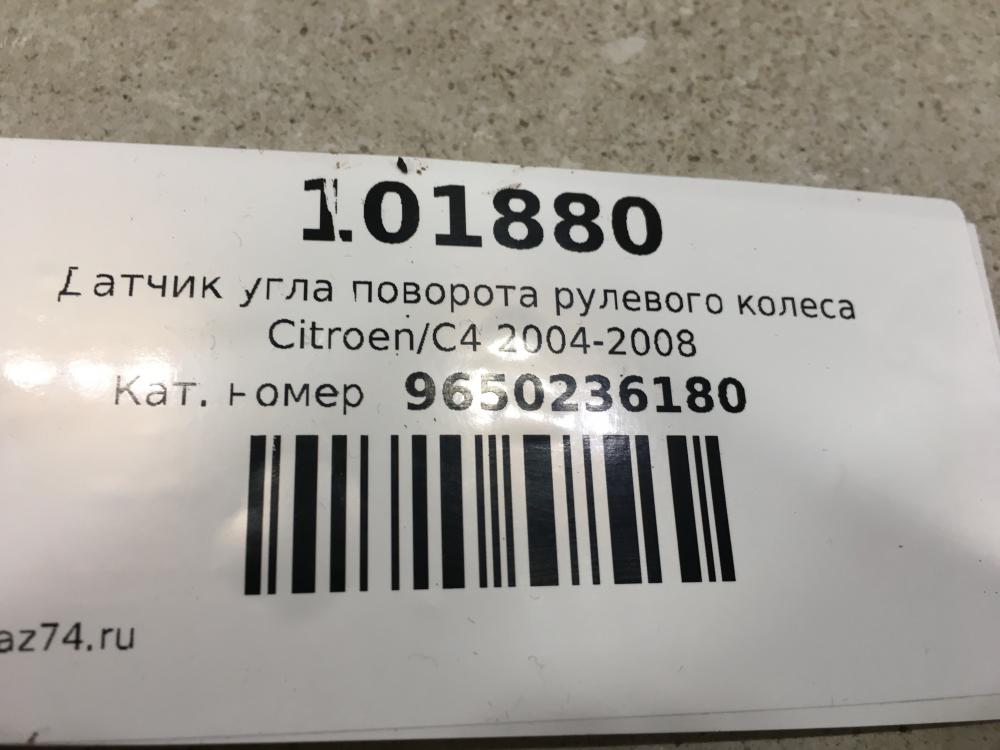 101880
Датчик угла поворота рулевого колеса
Citroen/C4 2004-2008
Кат. номер 9650236180
az74.ru